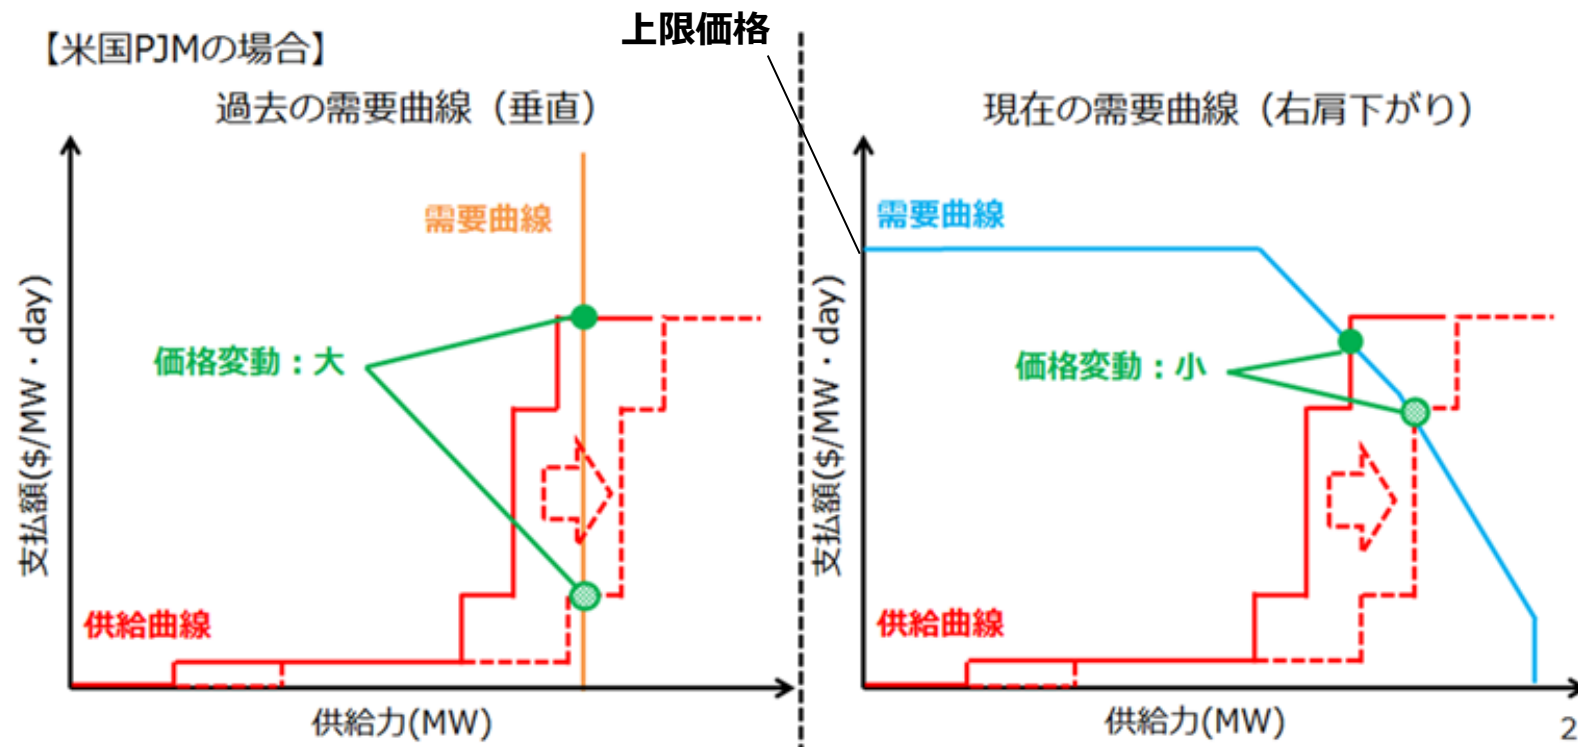 上限価格
【米国PJMの場合】
過去の需要曲線（垂直）
需要曲線
価格変動：大
供給曲線
支払額($/MW・day)
供給力(MW)
現在の需要曲線（右肩下がり）
需要曲線
価格変動：小
供給曲線
支払額($/MW・day)
供給力(MW)
2